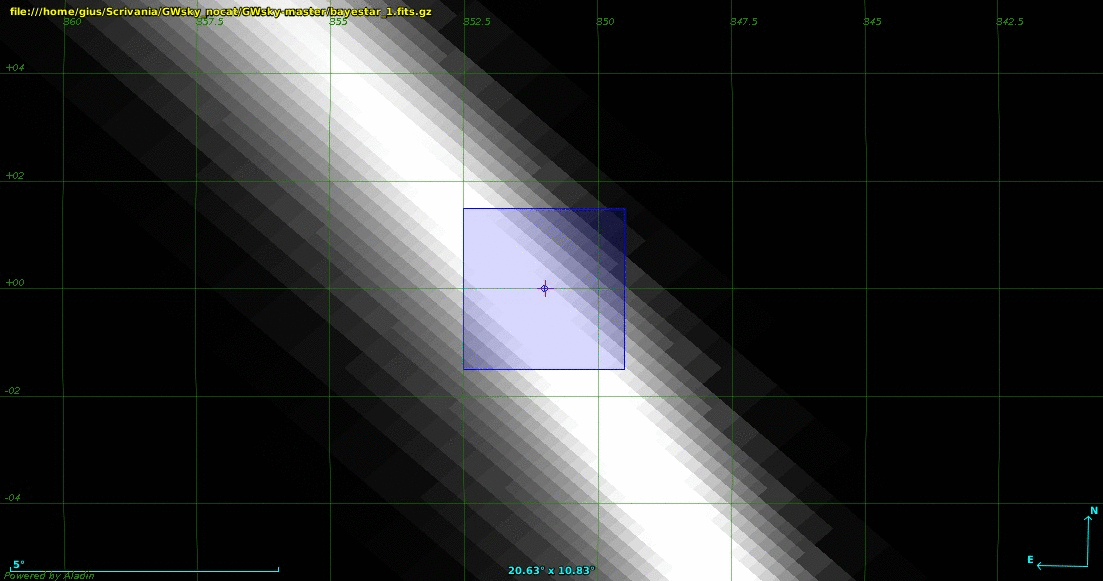 file:///home/gius/Scrivania/GWsky_nocat/GWsky-master/bayestar_1.fits.gz
360 357.5 355 352.5 350 347.5 345 342.5
+04
+02
+00
-02
-04
N
E
5°
20.63° x 10.83°
Powered by Aladin